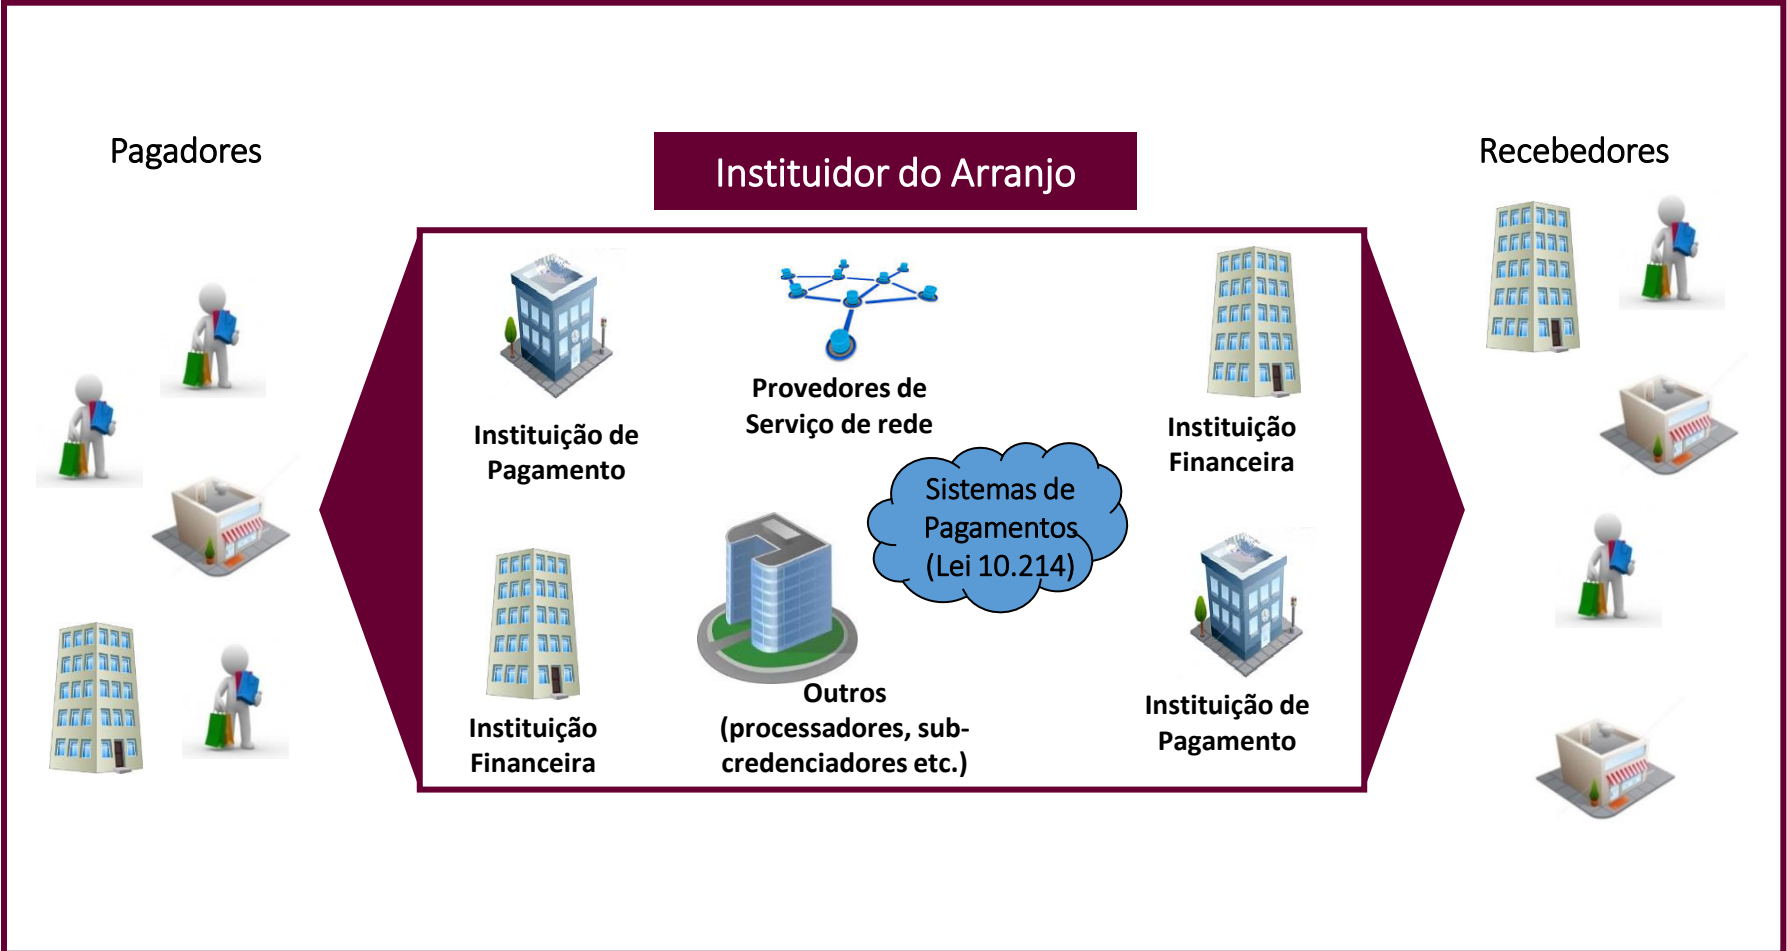 Pagadores
Instituidor do Arranjo
Recebedores
Instituição de
Pagamento
Provedores de
Serviço de rede
Instituição
Financeira
Sistemas de
Pagamentos
(Lei 10.214)
Instituição
Financeira
Outros
(processadores, sub-
credenciadores etc.)
Instituição de
Pagamento